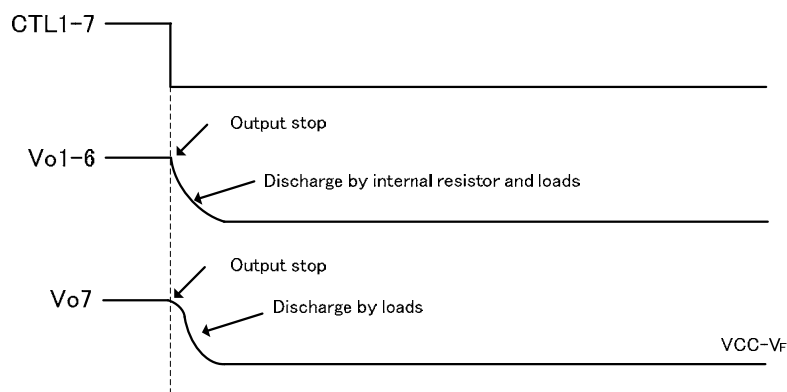 CTL1-7
Output stop
Vo1-6
Discharge by internal resistor and loads
Output stop
Vo7
Discharge by loads
VCC-VF